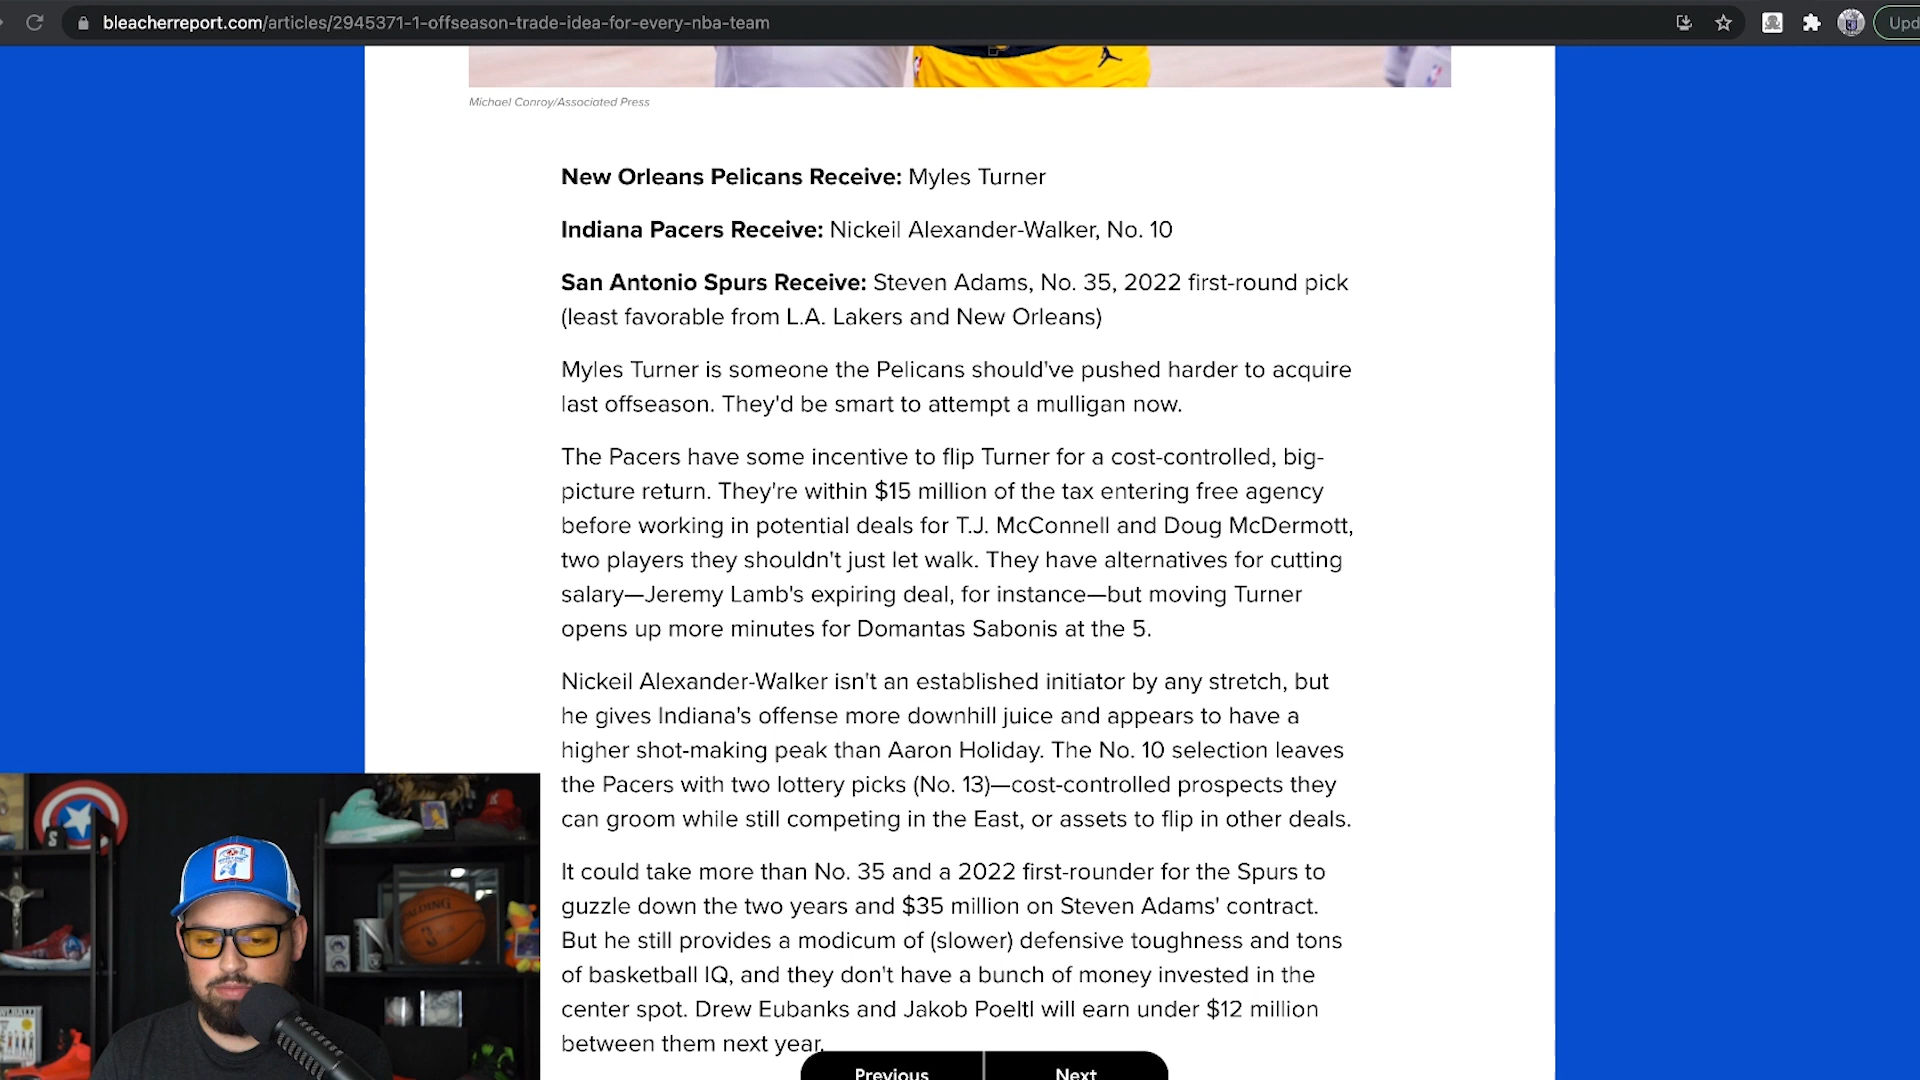 bleacherreport.com/articles/2945371-1-offseason-trade-idea-for-every-nba-team
Upd
Michael Conroy/Associated Press
New Orleans Pelicans Receive: Myles Turner
Indiana Pacers Receive: Nickeil Alexander-Walker, No. 10
San Antonio Spurs Receive: Steven Adams, No. 35, 2022 first-round pick
(least favorable from L.A. Lakers and New Orleans)
Myles Turner is someone the Pelicans should've pushed harder to acquire
last offseason. They'd be smart to attempt a mulligan now.
The Pacers have some incentive to flip Turner for a cost-controlled, big-
picture return. They're within $15 million of the tax entering free agency
before working in potential deals for T.J. McConnell and Doug McDermott,
two players they shouldn't just let walk. They have alternatives for cutting
salary—Jeremy Lamb's expiring deal, for instance—but moving Turner
opens up more minutes for Domantas Sabonis at the 5.
Nickeil Alexander-Walker isn't an established initiator by any stretch, but
he gives Indiana's offense more downhill juice and appears to have a
higher shot-making peak than Aaron Holiday. The No. 10 selection leaves
the Pacers with two lottery picks (No. 13)—cost-controlled prospects they
can groom while still competing in the East, or assets to flip in other deals.
It could take more than No. 35 and a 2022 first-rounder for the Spurs to
guzzle down the two years and $35 million on Steven Adams' contract.
But he still provides a modicum of (slower) defensive toughness and tons
of basketball IQ, and they don't have a bunch of money invested in the
center spot. Drew Eubanks and Jakob Poeltl will earn under $12 million
between them next year.
Previous
Next
SPALDING